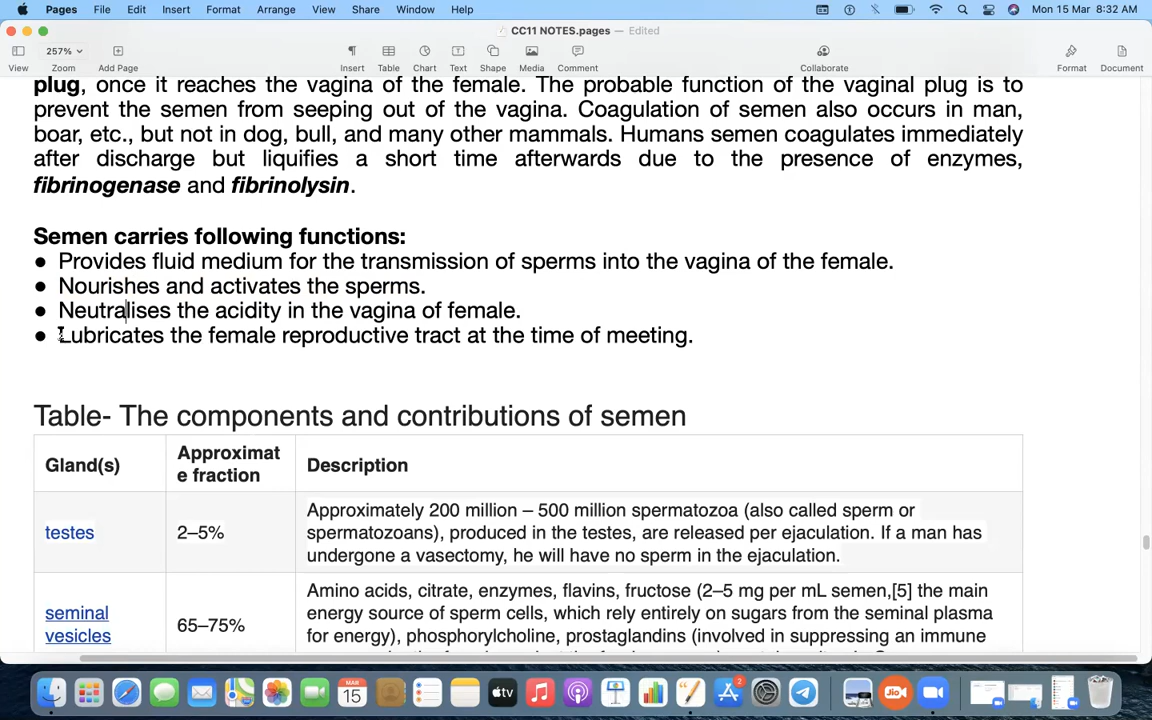 Pages File Edit Insert Format Arrange View Share Window Help Mon 15 Mar 8:32 AM
CC11 NOTES.pages — Edited
257%
View Zoom Add Page Insert Table Chart Text Shape Media Comment Collaborate Format Document
plug, once it reaches the vagina of the female. The probable function of the vaginal plug is to
prevent the semen from seeping out of the vagina. Coagulation of semen also occurs in man,
boar, etc., but not in dog, bull, and many other mammals. Humans semen coagulates immediately
after discharge but liquifies a short time afterwards due to the presence of enzymes,
fibrinogenase and fibrinolysin.
Semen carries following functions:
● Provides fluid medium for the transmission of sperms into the vagina of the female.
● Nourishes and activates the sperms.
● Neutralises the acidity in the vagina of female.
● Lubricates the female reproductive tract at the time of meeting.
Table- The components and contributions of semen
Gland(s)
Approximat
e fraction
Description
testes
2–5%
Approximately 200 million – 500 million spermatozoa (also called sperm or
spermatozoans), produced in the testes, are released per ejaculation. If a man has
undergone a vasectomy, he will have no sperm in the ejaculation.
seminal
vesicles
65–75%
Amino acids, citrate, enzymes, flavins, fructose (2–5 mg per mL semen,[5] the main
energy source of sperm cells, which rely entirely on sugars from the seminal plasma
for energy), phosphorylcholine, prostaglandins (involved in suppressing an immune
MAR
15
tv
2
Jio